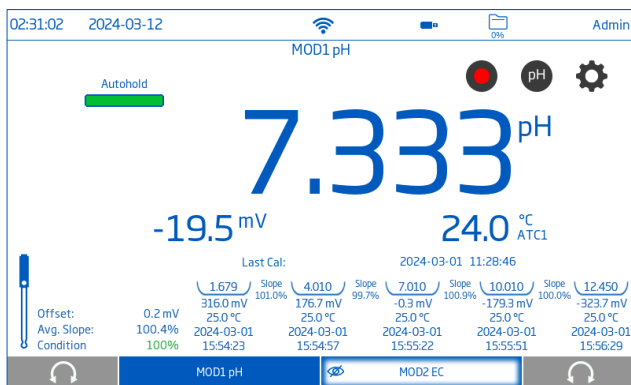 02:31:02 2024-03-12 0% Admin
MOD1 pH
Autohold
pH
7.333 pH
-19.5 mV 24.0 °C ATC1
Last Cal: 2024-03-01 11:28:46
1.679 Slope 101.0% 4.010 Slope 99.7% 7.010 Slope 100.9% 10.010 Slope 100.0% 12.450
316.0 mV 176.7 mV -0.3 mV -179.3 mV -323.7 mV
Offset: 0.2 mV 25.0 °C 25.0 °C 25.0 °C 25.0 °C 25.0 °C
Avg. Slope: 100.4% 2024-03-01 2024-03-01 2024-03-01 2024-03-01 2024-03-01
Condition 100% 15:54:23 15:54:57 15:55:22 15:55:51 15:56:29
MOD1 pH MOD2 EC